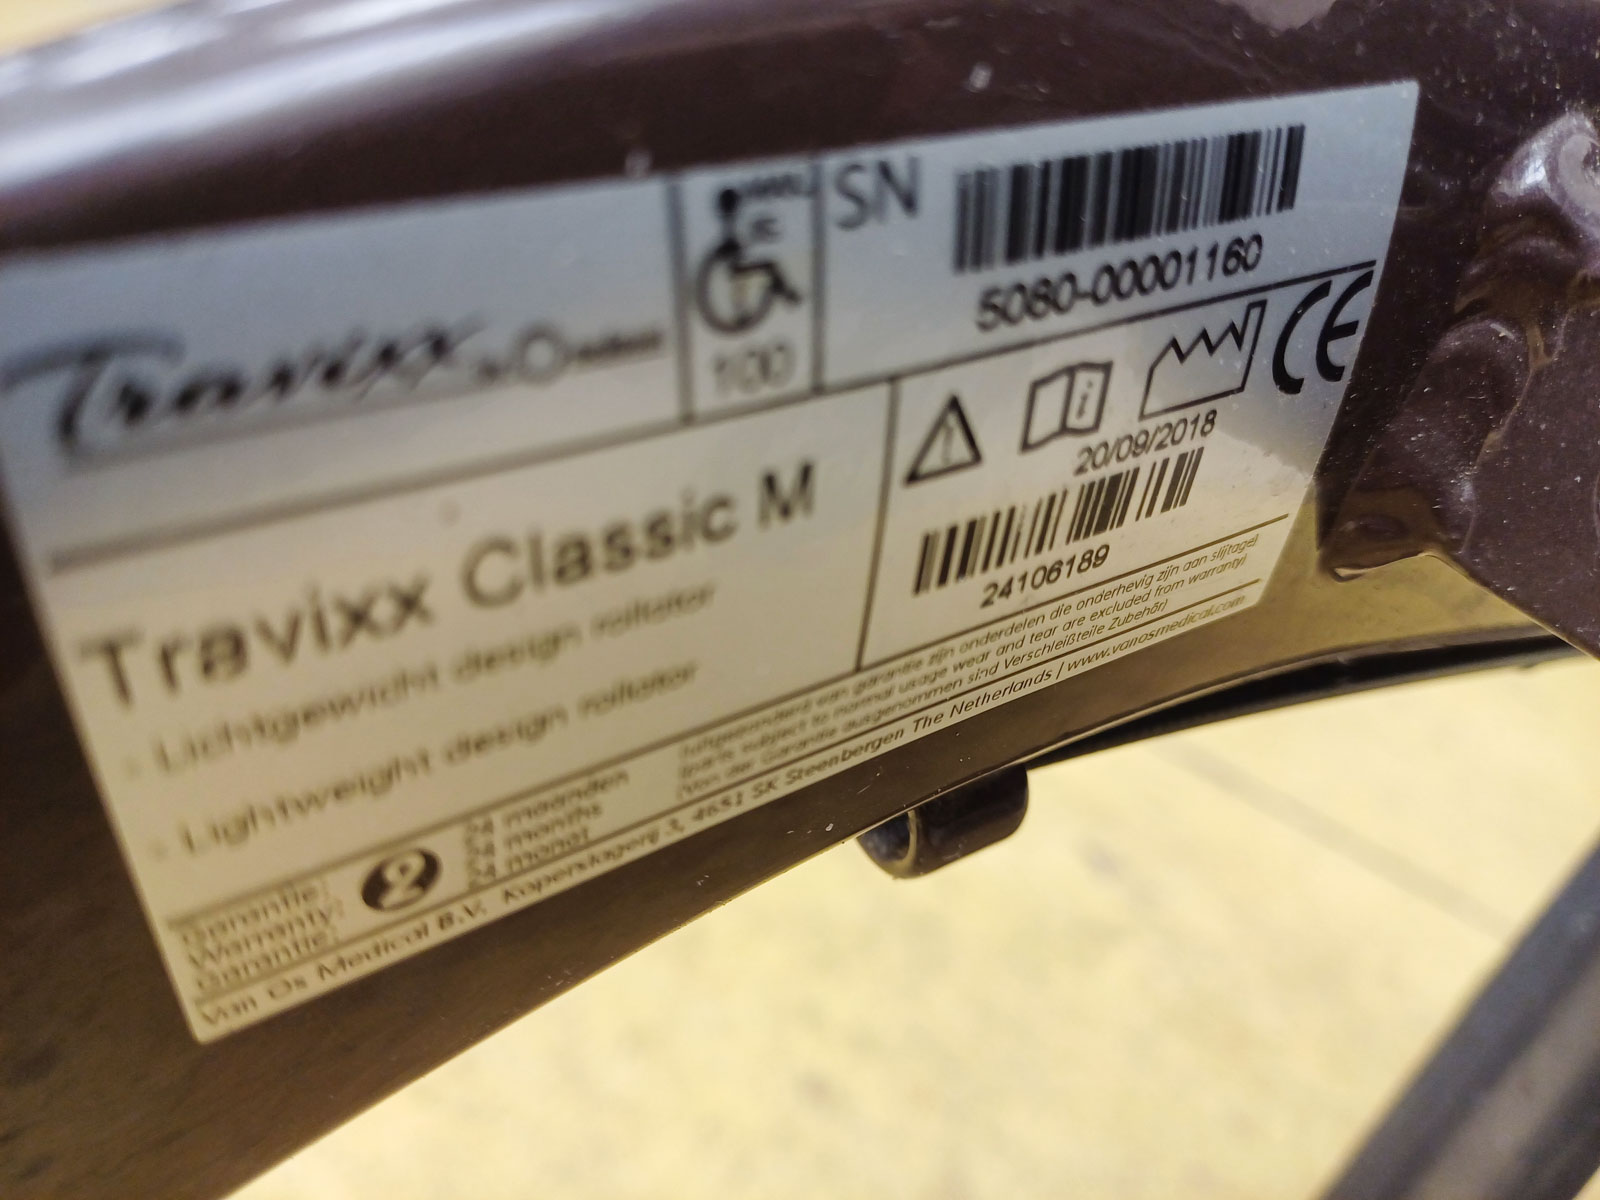 Travixx
100
SN
5080-00001160
CE
20/09/2018
24106189
Travixx Classic M
- Lichtgewicht design rollator
- Lightweight design rollator
Garantie:
Warranty:
Garantie:
2
24 maanden
24 months
24 monat
van garantie zijn onderdelen die onderhevig zijn aan slijtage)
(parts subject to normal usage wear and tear are excluded from warranty)
(Von der Garantie ausgenommen sind Verschleißteile Zubehör)
Van Os Medical B.V. 3, 4651 SK Steenbergen The Netherlands | www.vanosmedical.com